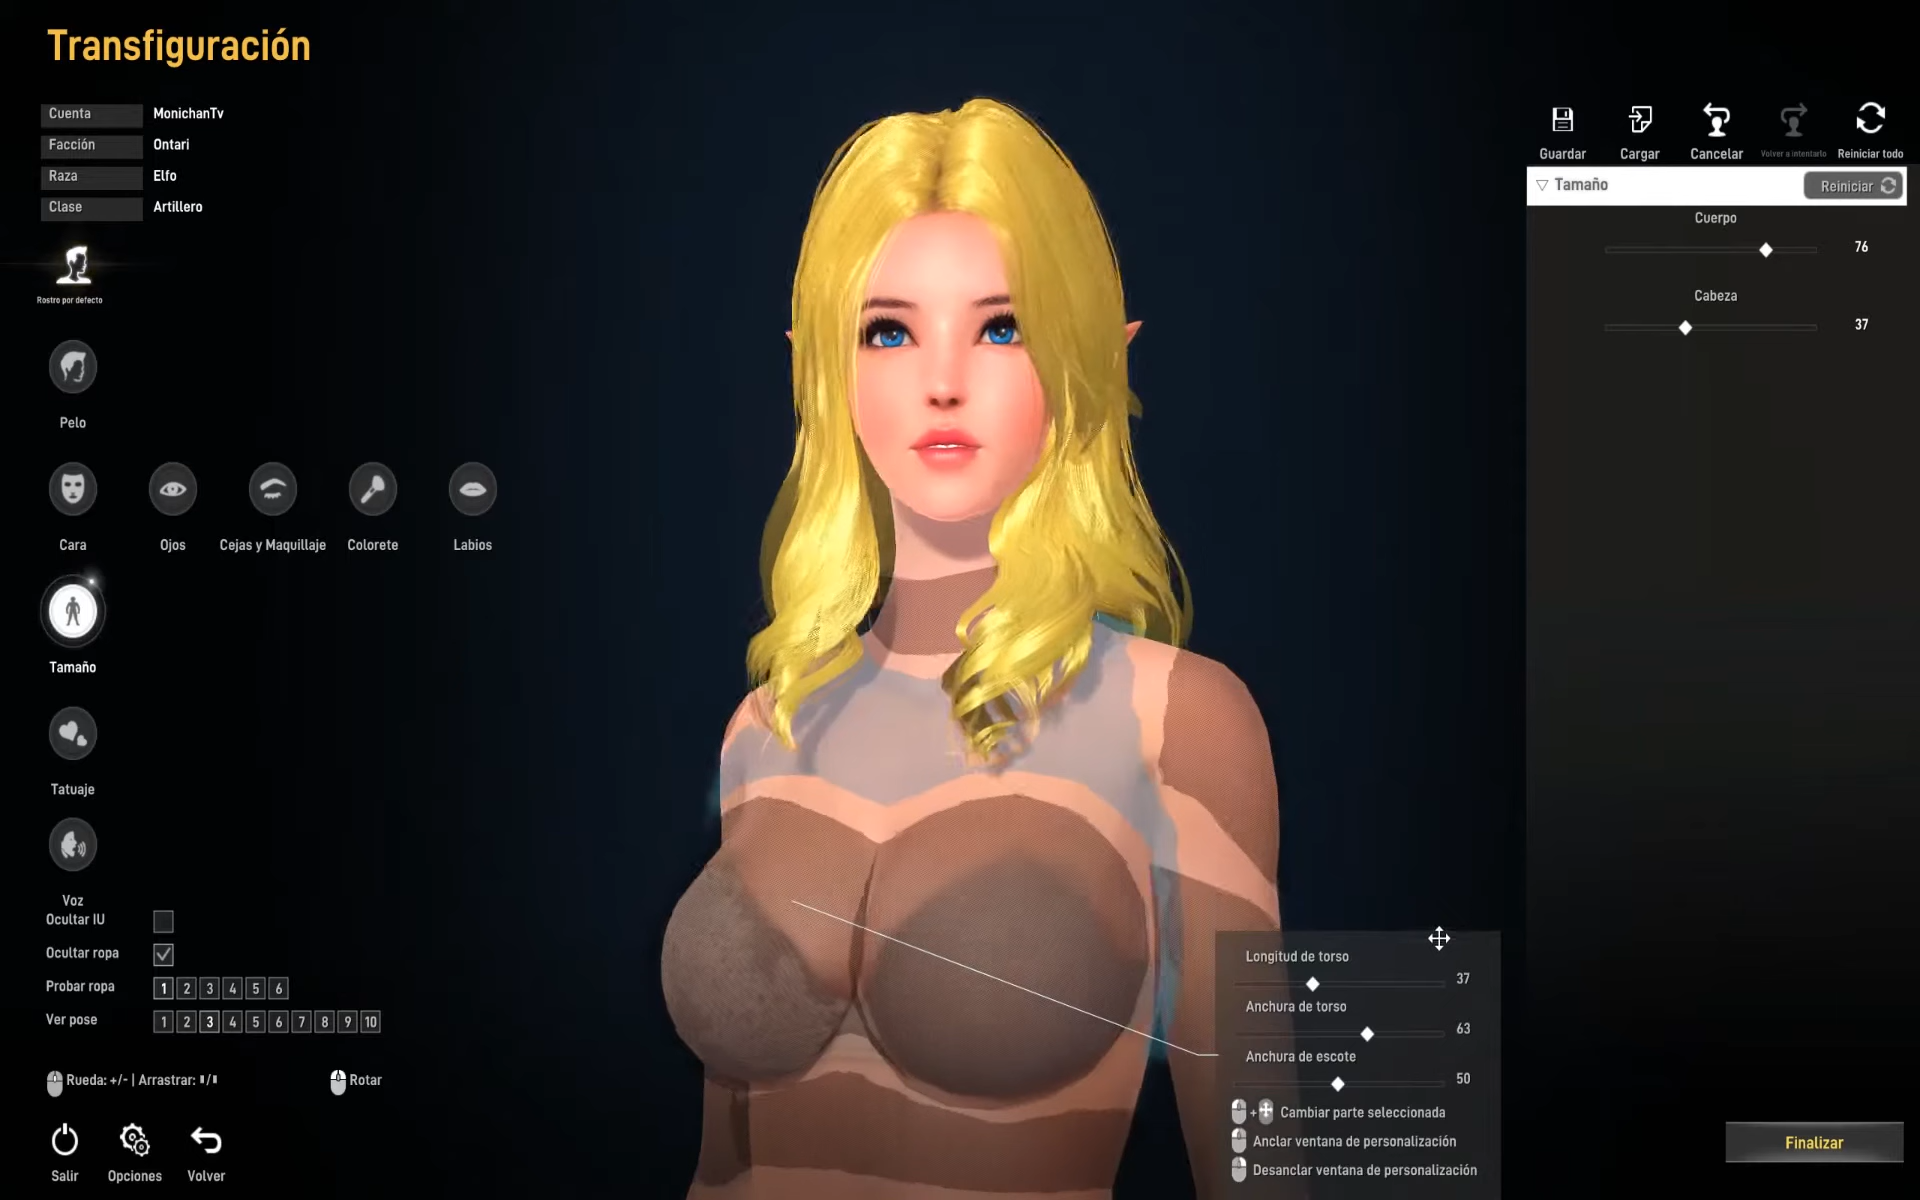 Transfiguración
Cuenta MonichanTv
Facción Ontari
Raza Elfo
Clase Artillero
Rostro por defecto
Pelo
Cara Ojos Cejas y Maquillaje Colorete Labios
Tamaño
Tatuaje
Voz
Ocultar IU
Ocultar ropa
Probar ropa 1 2 3 4 5 6
Ver pose 1 2 3 4 5 6 7 8 9 10
Rueda: +/- | Arrastrar: Rotar
Salir Opciones Volver
Guardar Cargar Cancelar Volver a intentarlo Reiniciar todo
Tamaño Reiniciar
Cuerpo
76
Cabeza
37
Longitud de torso
37
Anchura de torso
63
Anchura de escote
50
+ Cambiar parte seleccionada
Anclar ventana de personalización
Desanclar ventana de personalización
Finalizar